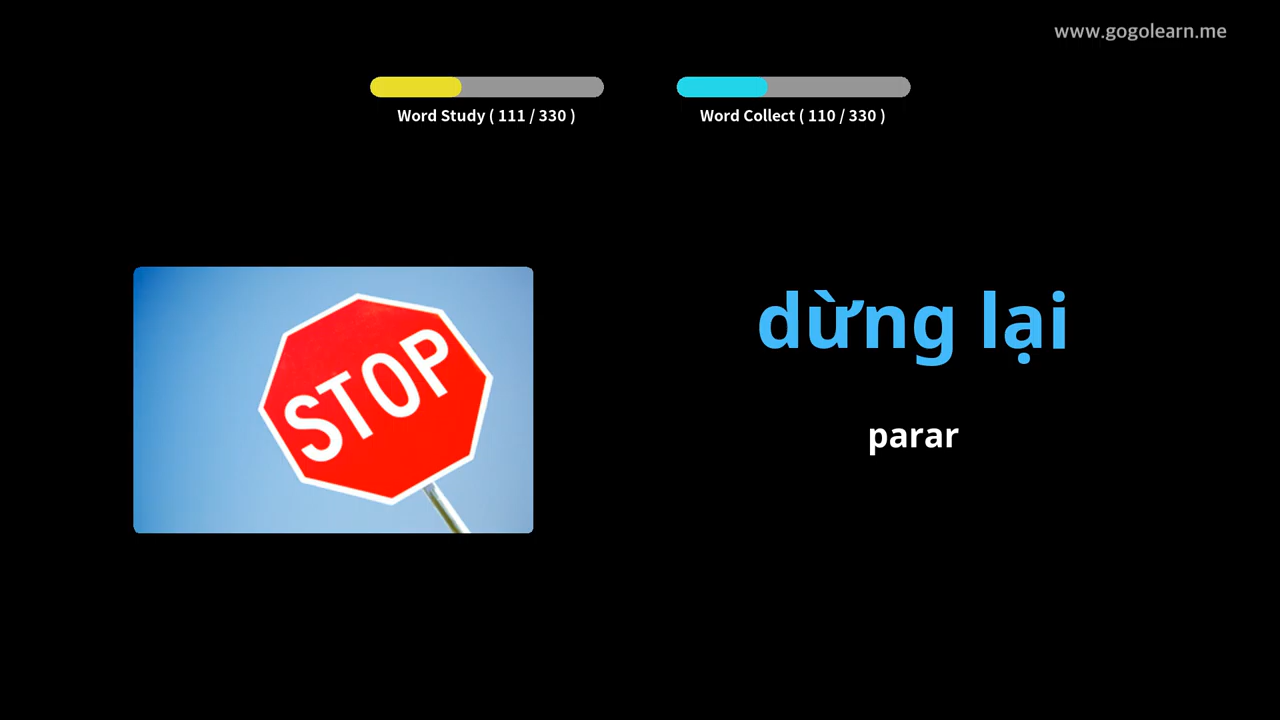 www.gogolearn.me
Word Study ( 111 / 330 )
Word Collect ( 110 / 330 )
STOP
dừng lại
parar